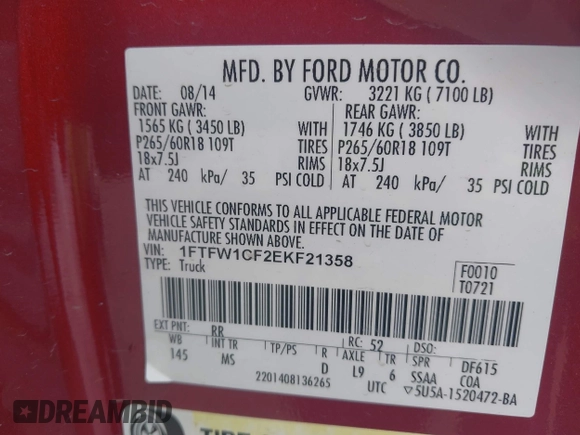 MFD. BY FORD MOTOR CO.
DATE: 08/14 GVWR: 3221 KG ( 7100 LB)
FRONT GAWR: REAR GAWR:
1565 KG ( 3450 LB) WITH 1746 KG ( 3850 LB) WITH
P265/60R18 109T TIRES P265/60R18 109T TIRES
18x7.5J RIMS 18x7.5J RIMS
AT 240 kPa/ 35 PSI COLD AT 240 kPa/ 35 PSI COLD
THIS VEHICLE CONFORMS TO ALL APPLICABLE FEDERAL MOTOR
VEHICLE SAFETY STANDARDS IN EFFECT ON THE DATE OF
MANUFACTURE SHOWN ABOVE.
VIN: 1FTFW1CF2EKF21358
TYPE: Truck
F0010
T0721
EXT PNT: RR RC: 52 DSO:
WB INT TR TP/PS R AXLE TR SPR DF615
145 MS D L9 6 SSAA COA
2201408136265 UTC ▽5U5A-1520472-BA
DREAMBID